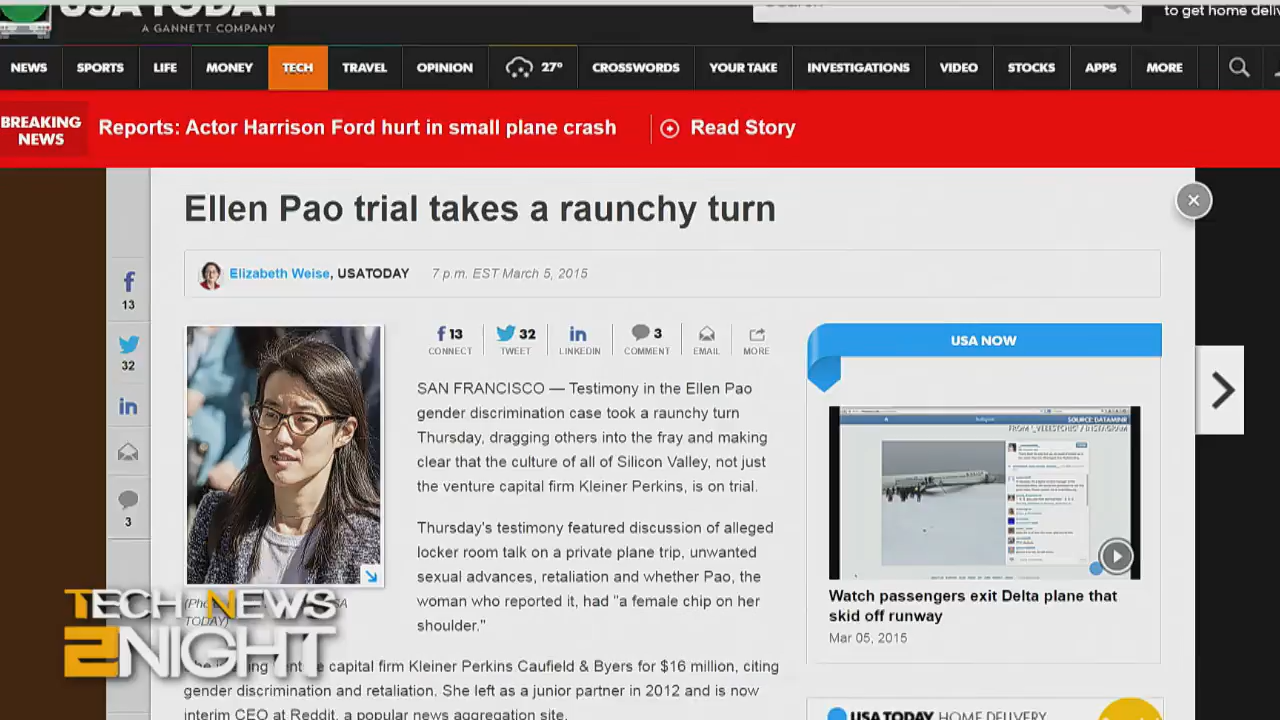 USA TODAY
A GANNETT COMPANY
to get home
NEWS SPORTS LIFE MONEY TECH TRAVEL OPINION 27° CROSSWORDS YOUR TAKE INVESTIGATIONS VIDEO STOCKS APPS MORE
BREAKING
NEWS
Reports: Actor Harrison Ford hurt in small plane crash
Read Story
Ellen Pao trial takes a raunchy turn
Elizabeth Weise, USATODAY 7 p.m. EST March 5, 2015
13
32
3
13
CONNECT
32
TWEET
LINKEDIN
3
COMMENT
EMAIL
MORE
SAN FRANCISCO — Testimony in the Ellen Pao
gender discrimination case took a raunchy turn
Thursday, dragging others into the fray and making
clear that the culture of all of Silicon Valley, not just
the venture capital firm Kleiner Perkins, is on trial.
Thursday's testimony featured discussion of alleged
locker room talk on a private plane trip, unwanted
sexual advances, retaliation and whether Pao, the
woman who reported it, had "a female chip on her
shoulder."
capital firm Kleiner Perkins Caufield & Byers for $16 million, citing
gender discrimination and retaliation. She left as a junior partner in 2012 and is now
interim CEO at Reddit, a popular news aggregation site.
TODAY)
USA NOW
SOURCE: DATAMINR
Watch passengers exit Delta plane that
skid off runway
Mar 05, 2015
USA TODAY HOME DELIVERY
TECH NEWS
2NIGHT